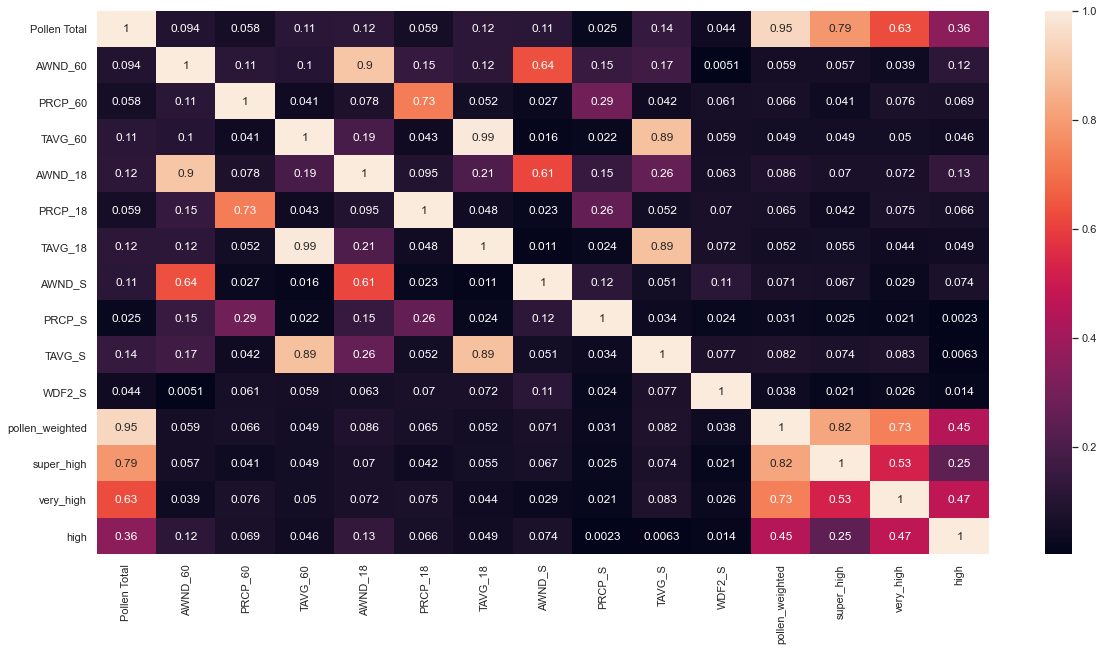 Pollen Total 1 0.094 0.058 0.11 0.12 0.059 0.12 0.11 0.025 0.14 0.044 0.95 0.79 0.63 0.36
AWND_60 0.094 1 0.11 0.1 0.9 0.15 0.12 0.64 0.15 0.17 0.0051 0.059 0.057 0.039 0.12
PRCP_60 0.058 0.11 1 0.041 0.078 0.73 0.052 0.027 0.29 0.042 0.061 0.066 0.041 0.076 0.069
TAVG_60 0.11 0.1 0.041 1 0.19 0.043 0.99 0.016 0.022 0.89 0.059 0.049 0.049 0.05 0.046
AWND_18 0.12 0.9 0.078 0.19 1 0.095 0.21 0.61 0.15 0.26 0.063 0.086 0.07 0.072 0.13
PRCP_18 0.059 0.15 0.73 0.043 0.095 1 0.048 0.023 0.26 0.052 0.07 0.065 0.042 0.075 0.066
TAVG_18 0.12 0.12 0.052 0.99 0.21 0.048 1 0.011 0.024 0.89 0.072 0.052 0.055 0.044 0.049
AWND_S 0.11 0.64 0.027 0.016 0.61 0.023 0.011 1 0.12 0.051 0.11 0.071 0.067 0.029 0.074
PRCP_S 0.025 0.15 0.29 0.022 0.15 0.26 0.024 0.12 1 0.034 0.024 0.031 0.025 0.021 0.0023
TAVG_S 0.14 0.17 0.042 0.89 0.26 0.052 0.89 0.051 0.034 1 0.077 0.082 0.074 0.083 0.0063
WDF2_S 0.044 0.0051 0.061 0.059 0.063 0.07 0.072 0.11 0.024 0.077 1 0.038 0.021 0.026 0.014
pollen_weighted 0.95 0.059 0.066 0.049 0.086 0.065 0.052 0.071 0.031 0.082 0.038 1 0.82 0.73 0.45
super_high 0.79 0.057 0.041 0.049 0.07 0.042 0.055 0.067 0.025 0.074 0.021 0.82 1 0.53 0.25
very_high 0.63 0.039 0.076 0.05 0.072 0.075 0.044 0.029 0.021 0.083 0.026 0.73 0.53 1 0.47
high 0.36 0.12 0.069 0.046 0.13 0.066 0.049 0.074 0.0023 0.0063 0.014 0.45 0.25 0.47 1
Pollen Total
AWND_60
PRCP_60
TAVG_60
AWND_18
PRCP_18
TAVG_18
AWND_S
PRCP_S
TAVG_S
WDF2_S
pollen_weighted
super_high
very_high
high
1.0
0.8
0.6
0.4
0.2